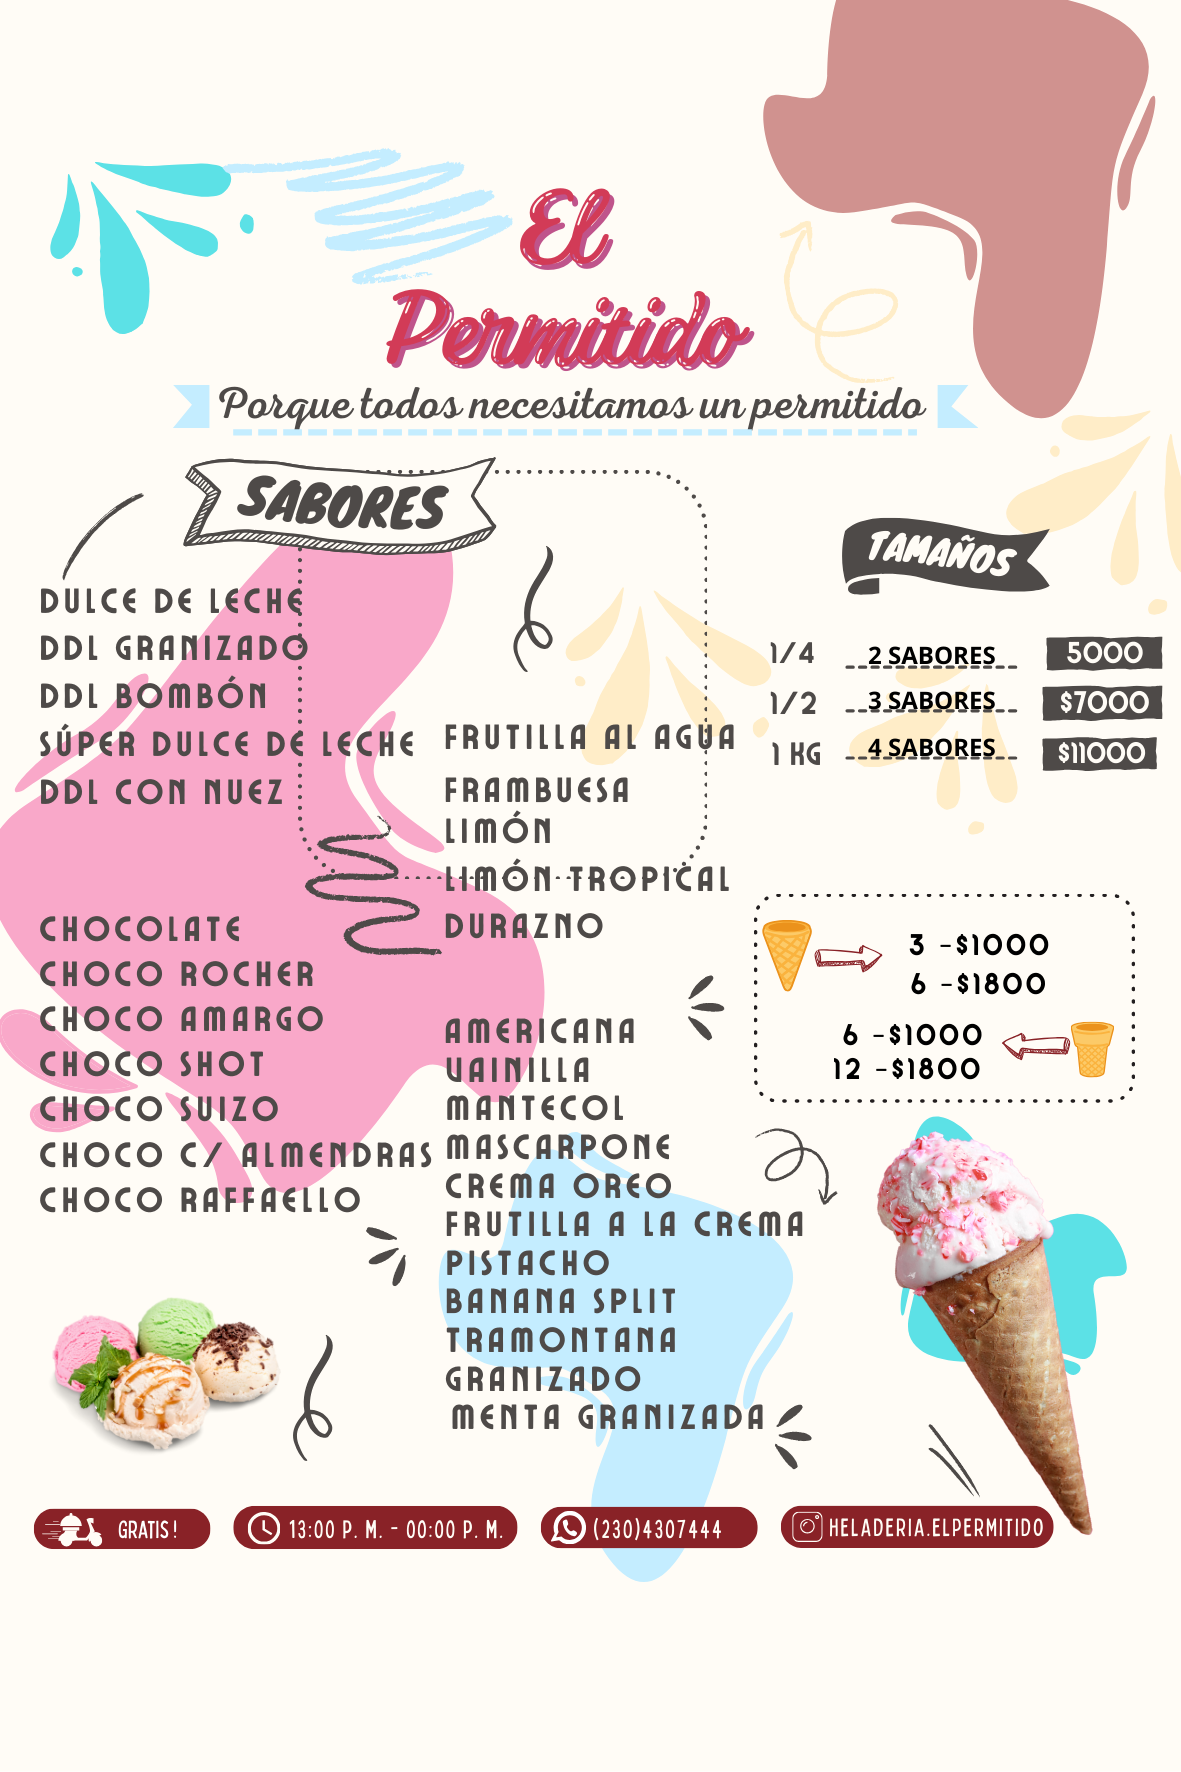 El
Permitido
Porque todos necesitamos un permitido
SABORES
DULCE DE LECHE
DDL GRANIZADO
DDL BOMBÓN
SÚPER DULCE DE LECHE
DDL CON NUEZ
CHOCOLATE
CHOCO ROCHER
CHOCO AMARGO
CHOCO SHOT
CHOCO SUIZO
CHOCO C/ ALMENDRAS
CHOCO RAFFAELLO
FRUTILLA AL AGUA
FRAMBUESA
LIMÓN
LIMÓN TROPICAL
DURAZNO
AMERICANA
VAINILLA
MANTECOL
MASCARPONE
CREMA OREO
FRUTILLA A LA CREMA
PISTACHO
BANANA SPLIT
TRAMONTANA
GRANIZADO
MENTA GRANIZADA
TAMAÑOS
1/4 2 SABORES 5000
1/2 3 SABORES $7000
1 KG 4 SABORES $11000
3 -$1000
6 -$1800
6 -$1000
12 -$1800
GRATIS!
13:00 P. M. - 00:00 P. M.
(230)4307444
HELADERIA.ELPERMITIDO